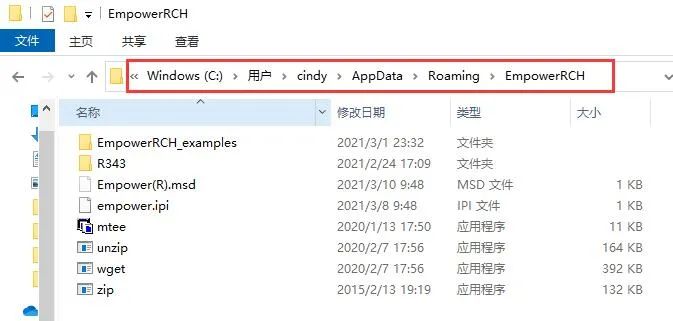 EmpowerRCH
文件 主页 共享 查看
« Windows (C:) › 用户 › cindy › AppData › Roaming › EmpowerRCH
名称 修改日期 类型 大小
EmpowerRCH_examples 2021/3/1 23:32 文件夹
R343 2021/2/24 17:09 文件夹
Empower(R).msd 2021/3/10 9:48 MSD 文件 1 KB
empower.ipi 2021/3/8 9:48 IPI 文件 1 KB
mtee 2020/1/13 17:50 应用程序 11 KB
unzip 2020/2/7 17:56 应用程序 164 KB
wget 2020/2/7 17:56 应用程序 392 KB
zip 2015/2/13 19:19 应用程序 132 KB